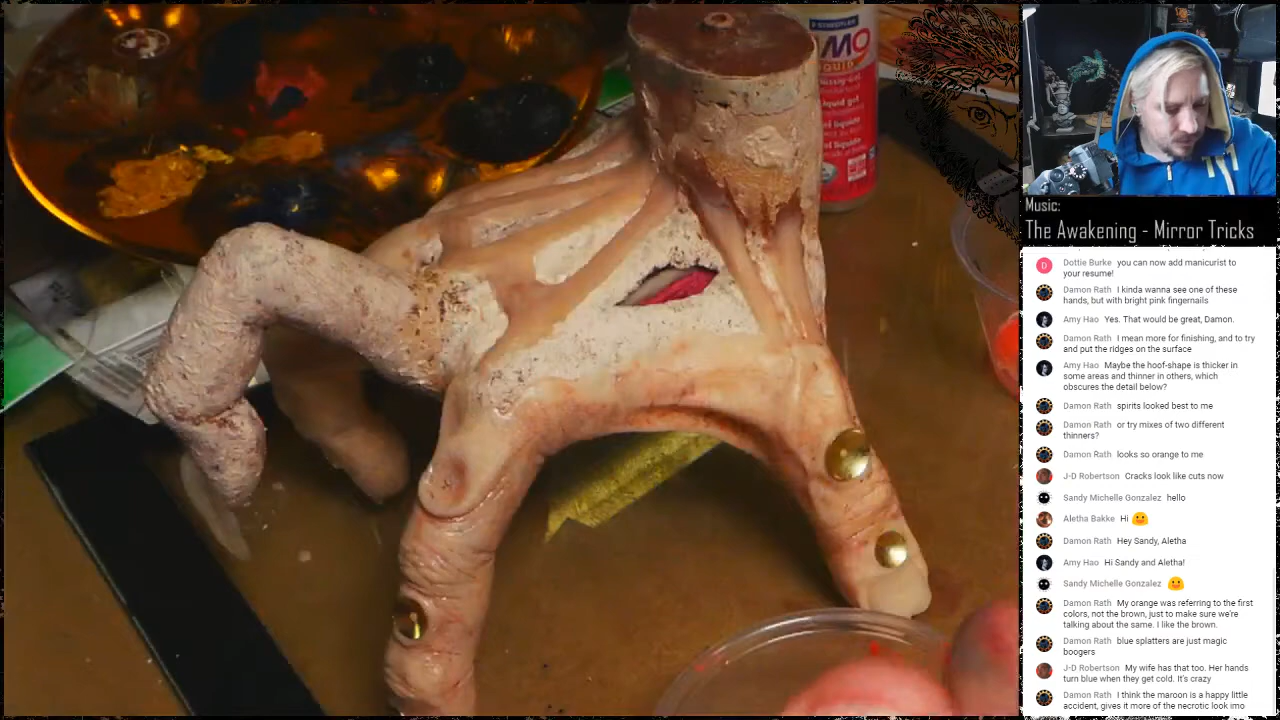 STAEDTLER
MO
LIQUID
liquid gel
Music:
The Awakening - Mirror Tricks
D Dottie Burke you can now add manicurist to
your resume!
Damon Rath I kinda wanna see one of these
hands, but with bright pink fingernails
Amy Hao Yes. That would be great, Damon.
Damon Rath I mean more for finishing, and to try
and put the ridges on the surface
Amy Hao Maybe the hoof-shape is thicker in
some areas and thinner in others, which
obscures the detail below?
Damon Rath spirits looked best to me
Damon Rath or try mixes of two different
thinners?
Damon Rath looks so orange to me
J-D Robertson Cracks look like cuts now
Sandy Michelle Gonzalez hello
Aletha Bakke Hi
Damon Rath Hey Sandy, Aletha
Amy Hao Hi Sandy and Aletha!
Sandy Michelle Gonzalez
Damon Rath My orange was referring to the first
colors, not the brown, just to make sure we're
talking about the same. I like the brown.
Damon Rath blue splatters are just magic
boogers
J-D Robertson My wife has that too. Her hands
turn blue when they get cold. It's crazy
Damon Rath I think the maroon is a happy little
accident, gives it more of the necrotic look imo